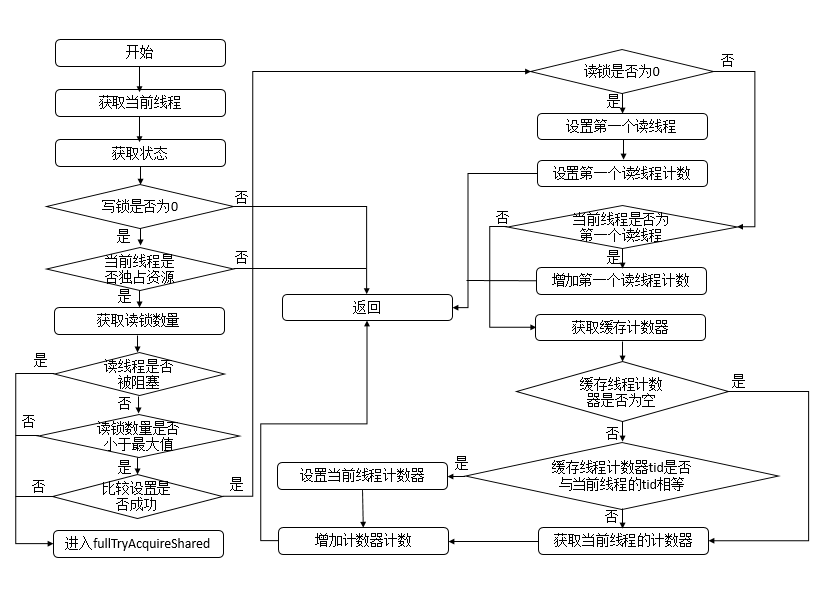 开始
获取当前线程
获取状态
写锁是否为0
否
是
当前线程是
否独占资源
否
是
获取读锁数量
读线程是否
被阻塞
是
否
读锁数量是否
小于最大值
否
是
比较设置是
否成功
否
是
进入fullTryAcquireShared
读锁是否为0
否
是
设置第一个读线程
设置第一个读线程计数
当前线程是否为
第一个读线程
否
是
增加第一个读线程计数
返回
获取缓存计数器
缓存线程计数
器是否为空
是
否
缓存线程计数器tid是否
与当前线程的tid相等
是
否
设置当前线程计数器
增加计数器计数
获取当前线程的计数器